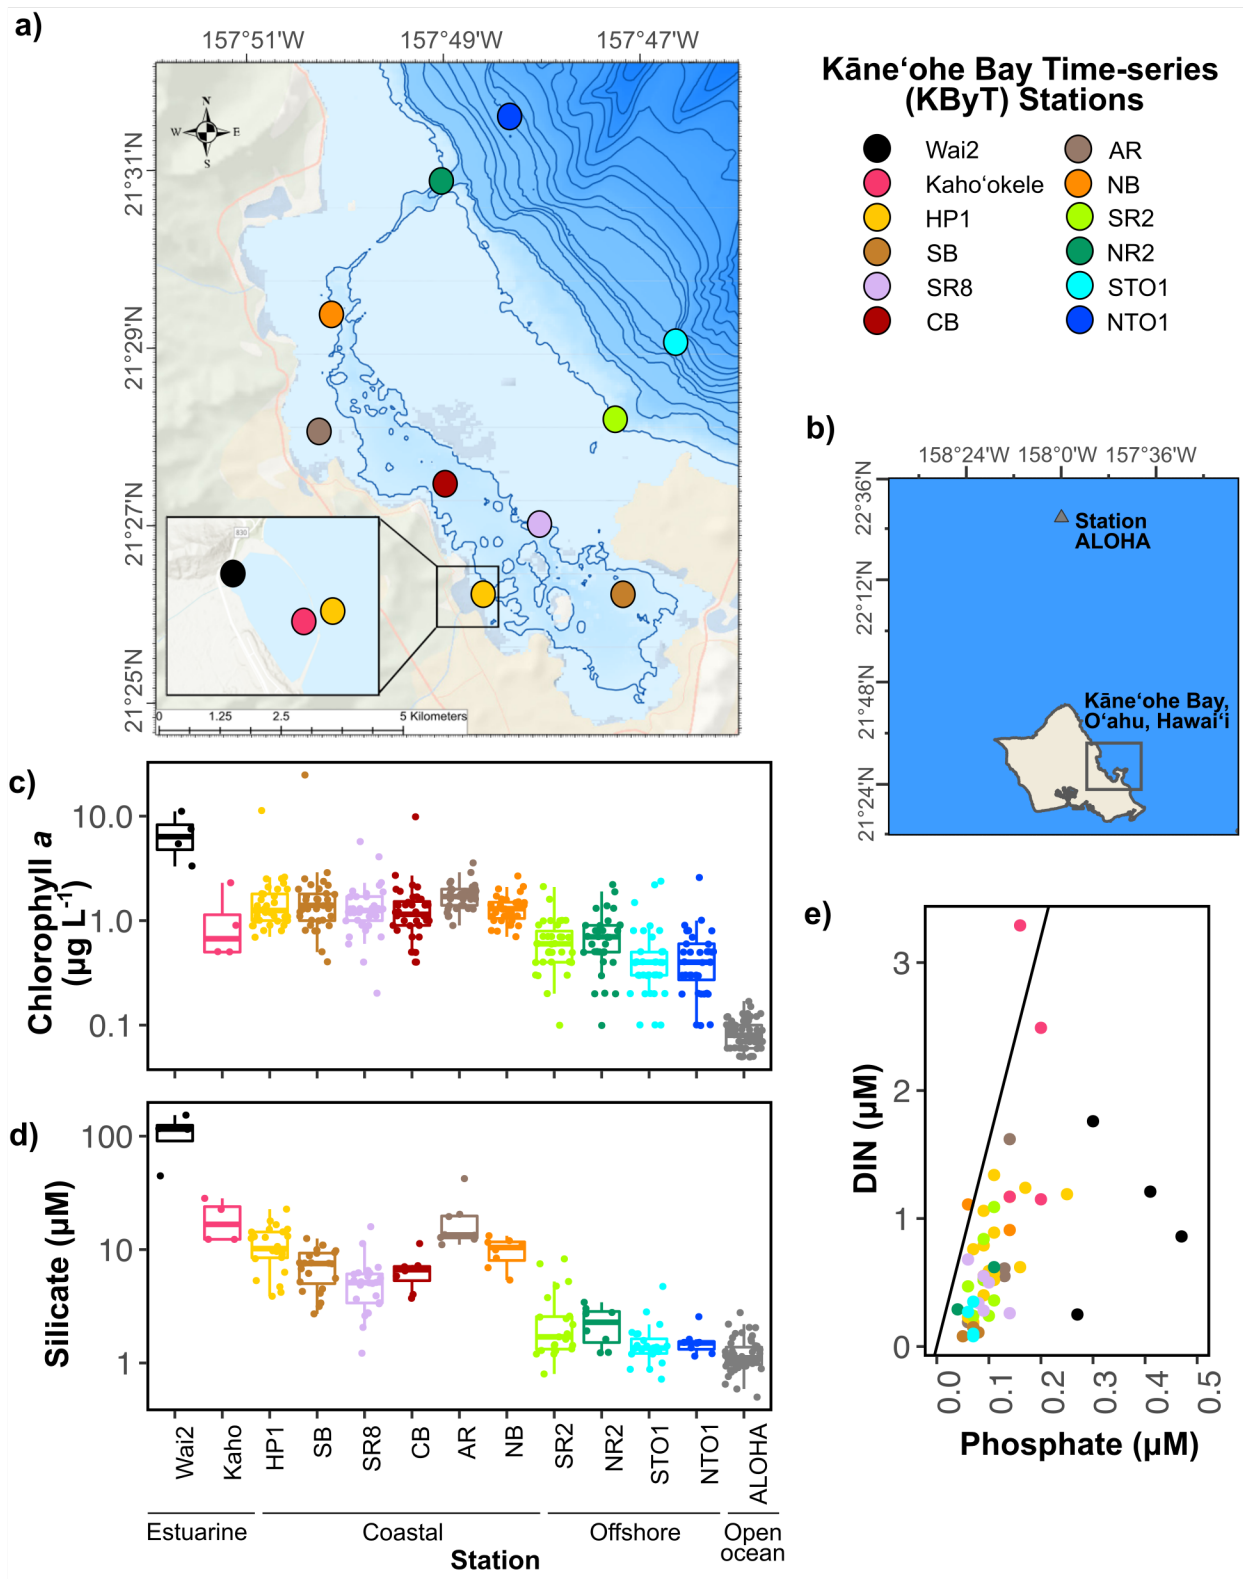 a)
157°51'W 157°49'W 157°47'W
21°31'N
21°29'N
21°27'N
21°25'N
N
W E
S
830
0 1.25 2.5 5 Kilometers
Kāneʻohe Bay Time-series
(KByT) Stations
Wai2 AR
Kahoʻokele NB
HP1 SR2
SB NR2
SR8 STO1
CB NTO1
b)
158°24'W 158°0'W 157°36'W
22°36'N
22°12'N
21°48'N
21°24'N
Station
ALOHA
Kāneʻohe Bay,
Oʻahu, Hawaiʻi
c)
Chlorophyll a
(µg L-1)
10.0
1.0
0.1
d)
Silicate (µM)
100
10
1
Wai2 Kaho HP1 SB SR8 CB AR NB SR2 NR2 STO1 NTO1 ALOHA
Estuarine Coastal Offshore Open
ocean
Station
e)
DIN (µM)
3
2
1
0
0.0 0.1 0.2 0.3 0.4 0.5
Phosphate (µM)